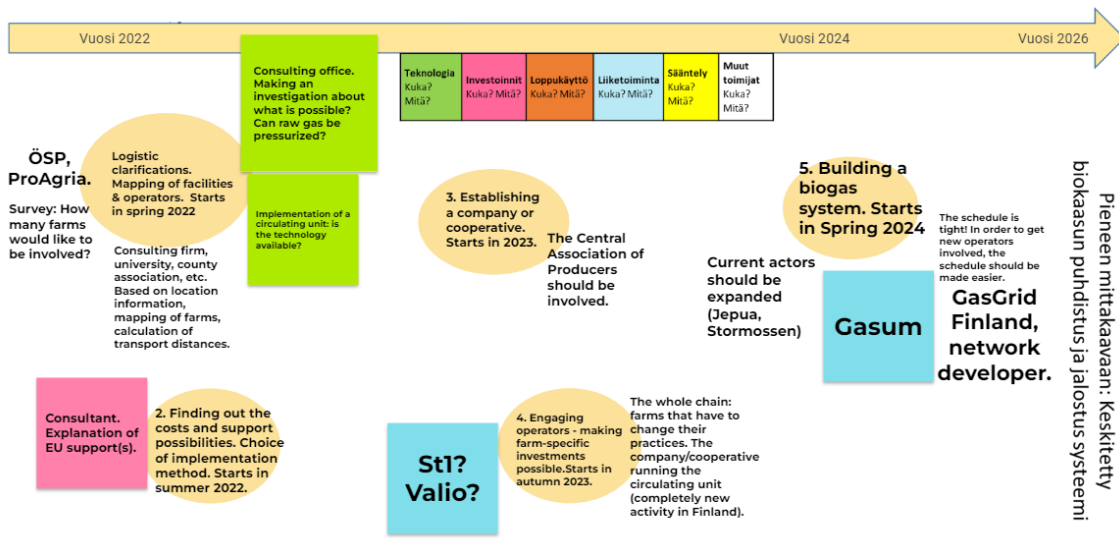 Vuosi 2022
Vuosi 2024
Vuosi 2026
Consulting office.
Making an
investigation about
what is possible?
Can raw gas be
pressurized?
Teknologia
Kuka?
Mitä?
Investoinnit
Kuka? Mitä?
Loppukäyttö
Kuka? Mitä?
Liiketoiminta
Kuka? Mitä?
Sääntely
Kuka?
Mitä?
Muut
toimijat
Kuka?
Mitä?
ÖSP,
ProAgria.
Survey: How
many farms
would like to
be involved?
Logistic
clarifications.
Mapping of facilities
& operators. Starts
in spring 2022
Consulting firm,
university, county
association, etc.
Based on location
information,
mapping of farms,
calculation of
transport distances.
Implementation of a
circulating unit: is
the technology
available?
3. Establishing
a company or
cooperative.
Starts in 2023.
The Central
Association of
Producers
should be
involved.
5. Building a
biogas
system. Starts
in Spring 2024
The schedule is
tight! In order to get
new operators
involved, the
schedule should be
made easier.
Current actors
should be
expanded
(Jepua,
Stormossen)
Gasum
GasGrid
Finland,
network
developer.
Pieneen mittakaavaan: Keskitetty
biokaasun puhdistus ja jalostus systeemi
Consultant.
Explanation of
EU support(s).
2. Finding out the
costs and support
possibilities. Choice
of implementation
method. Starts in
summer 2022.
St1?
Valio?
4. Engaging
operators - making
farm-specific
investments
possible.Starts in
autumn 2023.
The whole chain:
farms that have to
change their
practices. The
company/cooperative
running the
circulating unit
(completely new
activity in Finland).